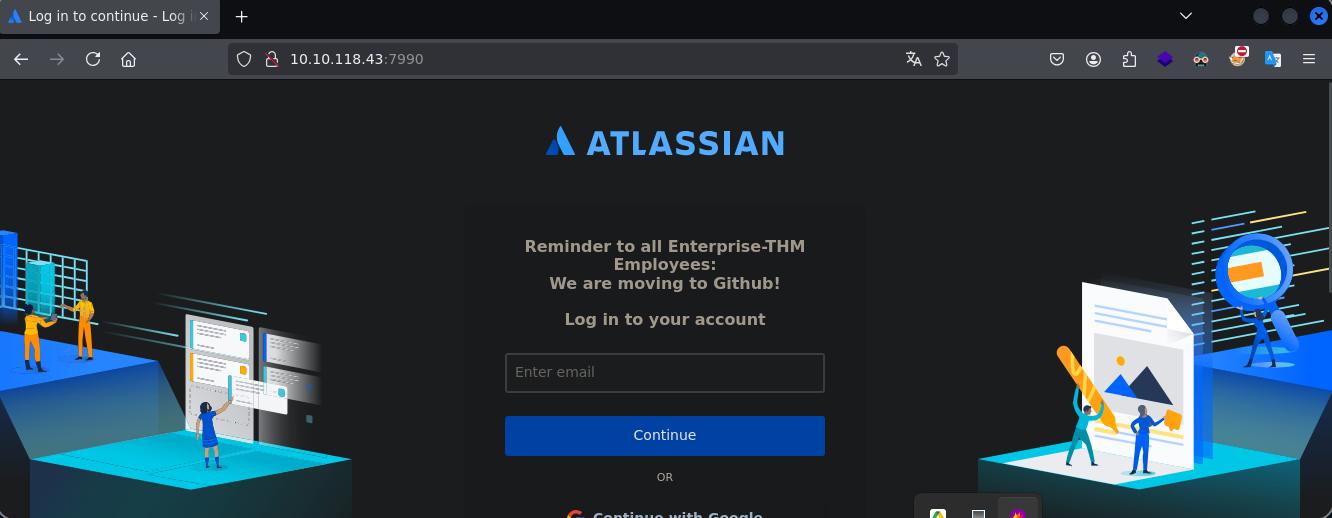 Log in to continue - Log i
10.10.118.43:7990
ATLASSIAN
Reminder to all Enterprise-THM
Employees:
We are moving to Github!
Log in to your account
Enter email
Continue
OR
Continue with Google